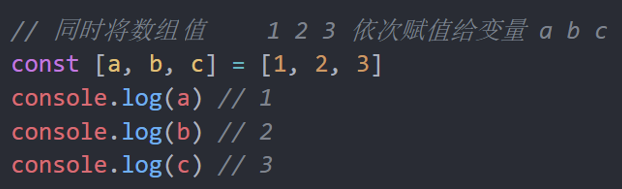 // 同时将数组值 1 2 3 依次赋值给变量 a b c
const [a, b, c] = [1, 2, 3]
console.log(a) // 1
console.log(b) // 2
console.log(c) // 3